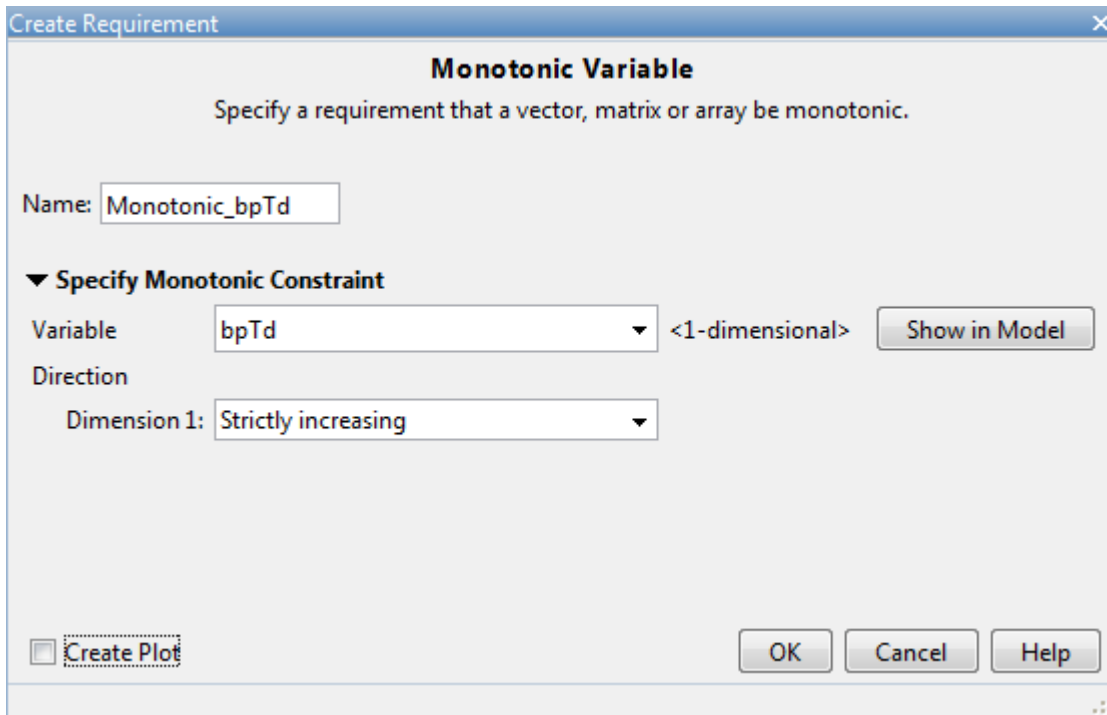 Create Requirement
Monotonic Variable
Specify a requirement that a vector, matrix or array be monotonic.
Name: Monotonic_bpTd
Specify Monotonic Constraint
Variable bpTd <1-dimensional> Show in Model
Direction
Dimension 1: Strictly increasing
Create Plot OK Cancel Help